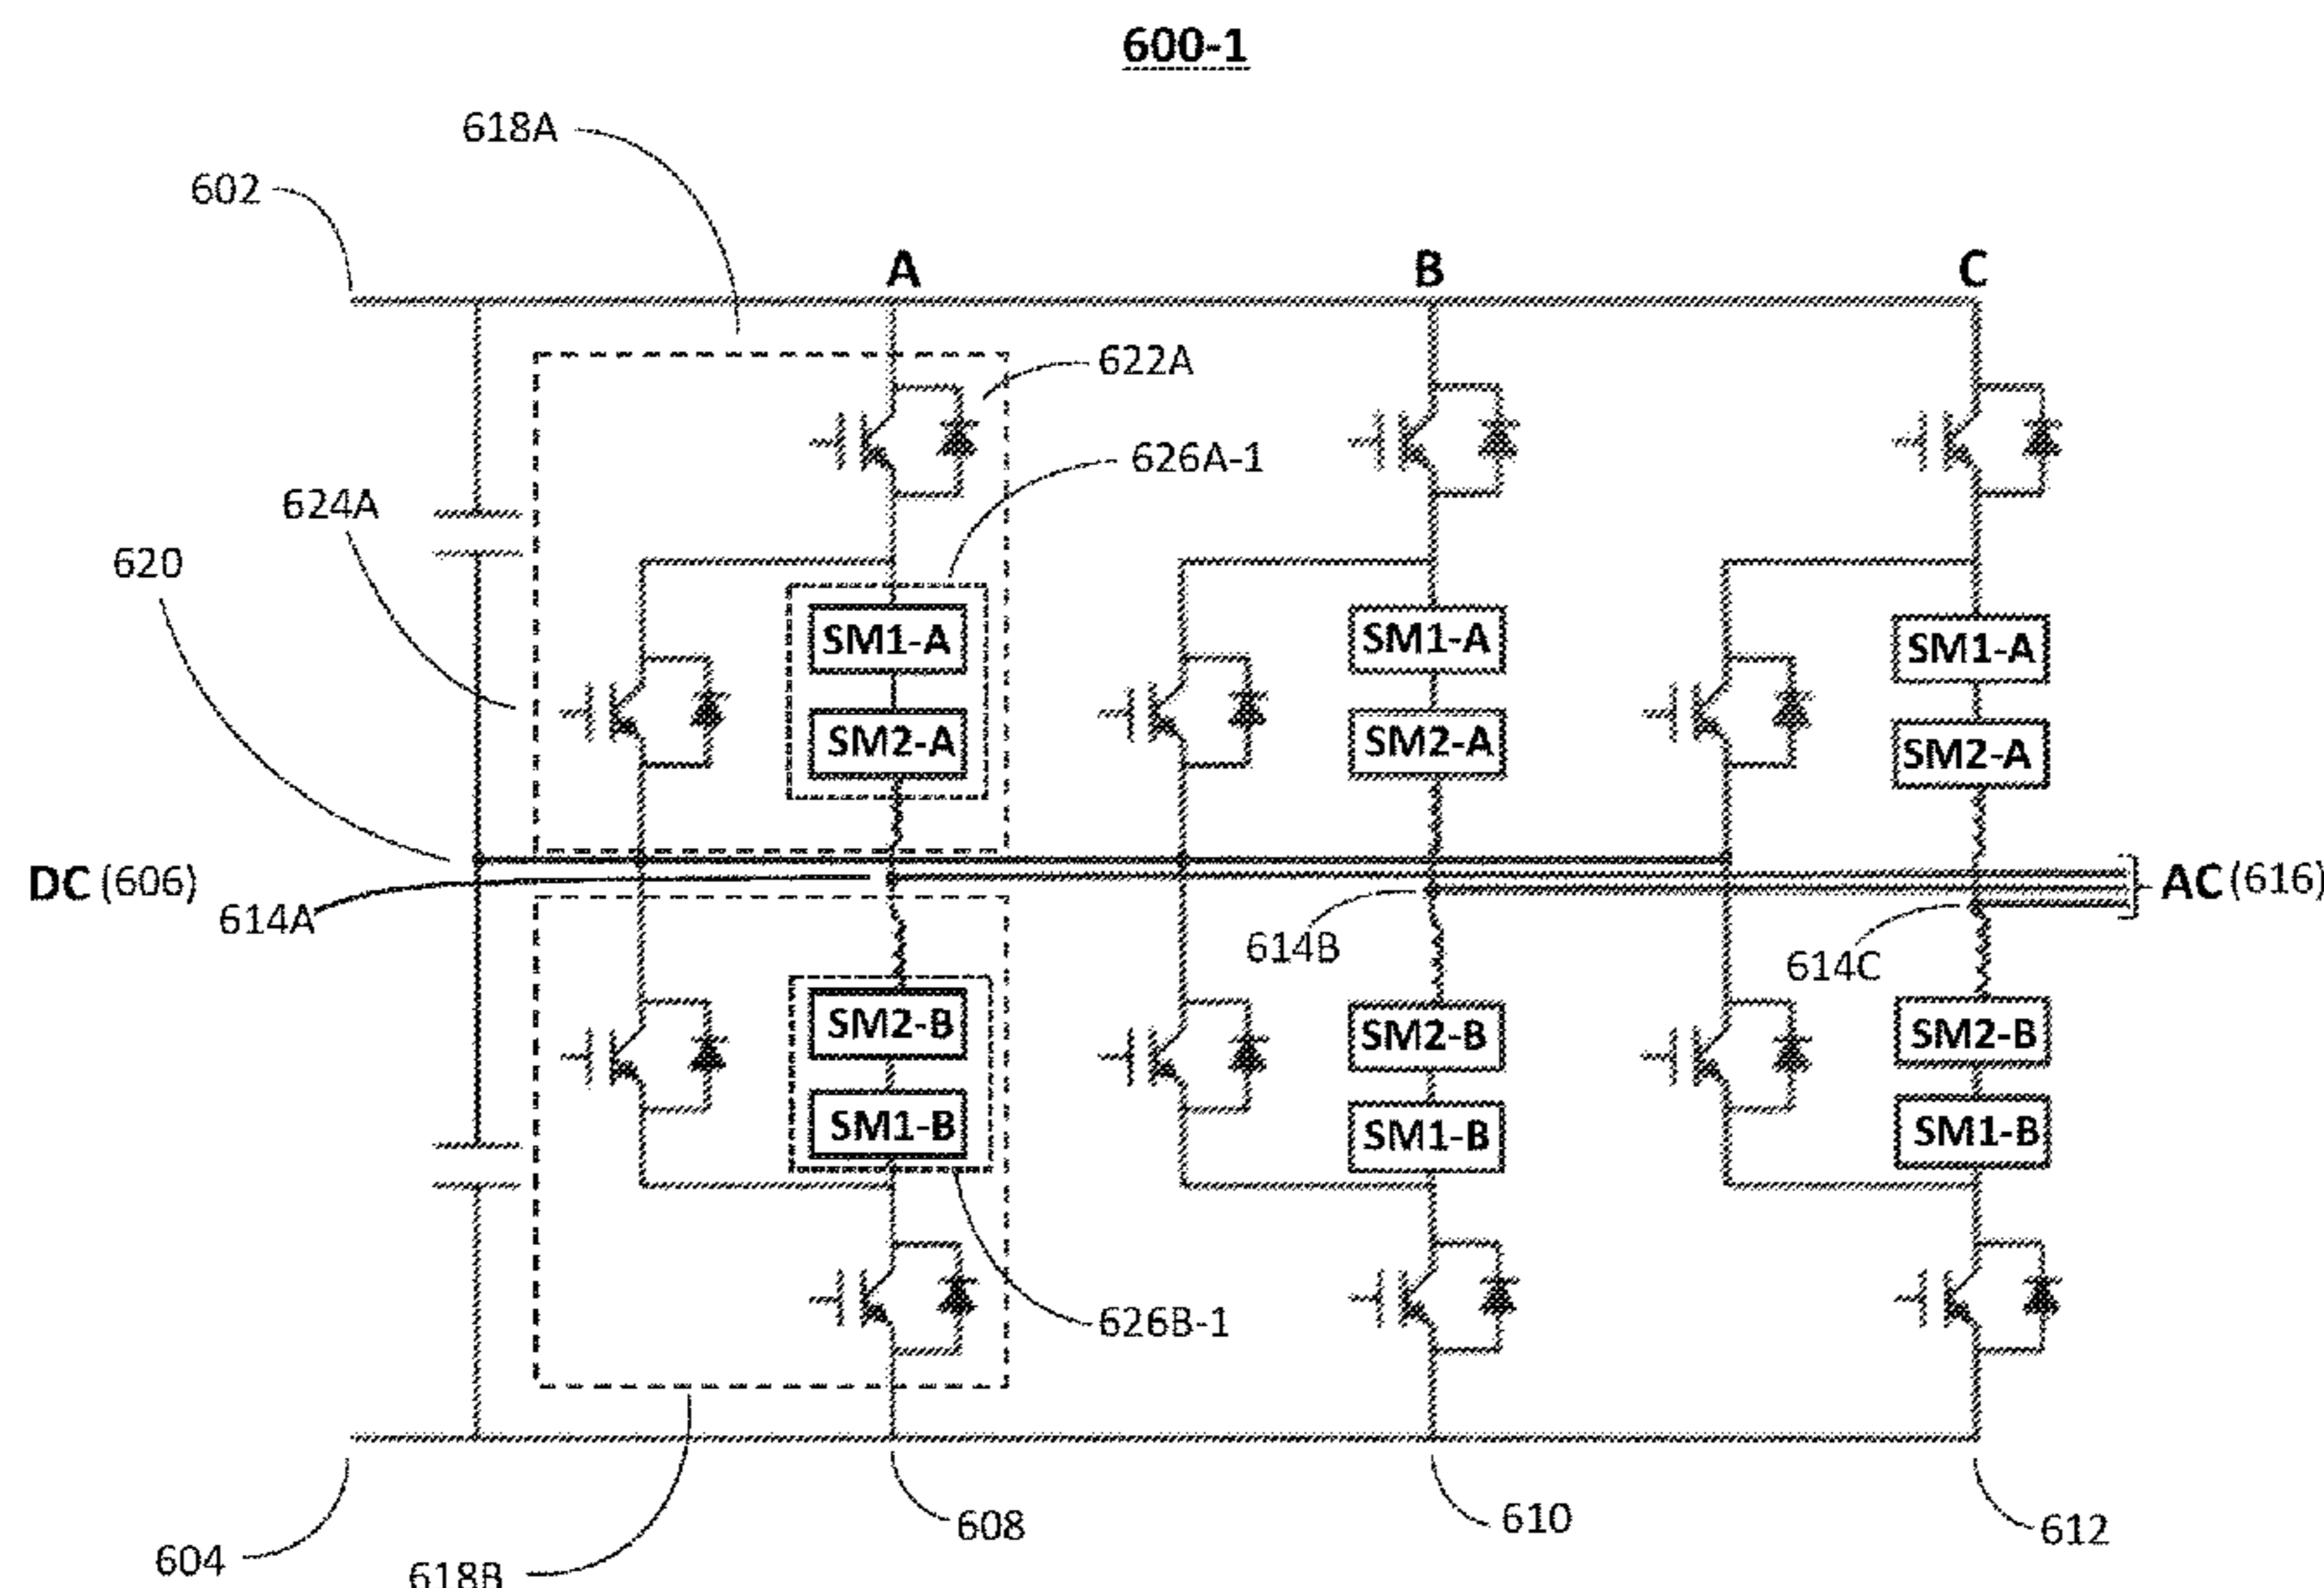 600-1
618A
602
A B C
622A
626A-1
624A
620
SM1-A SM1-A SM1-A
SM2-A SM2-A SM2-A
DC (606)
AC (616)
614A
614B
614C
SM2-B SM2-B SM2-B
SM1-B SM1-B SM1-B
626B-1
608
610
612
604
618B